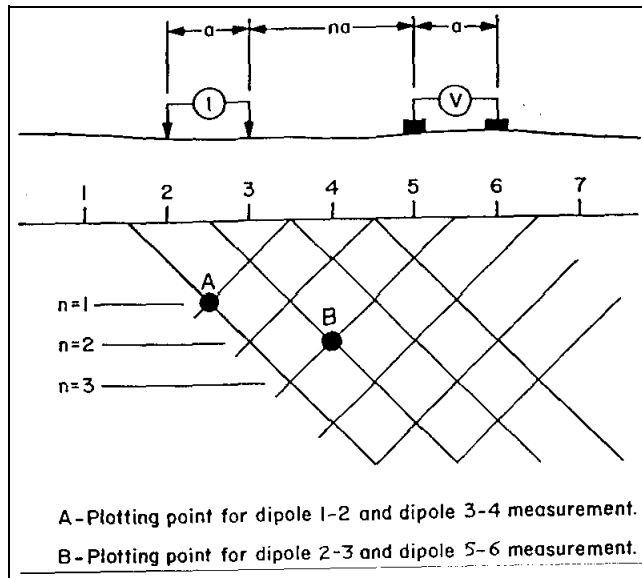 a na a
I V
1 2 3 4 5 6 7
A
n=1
B
n=2
n=3
A-Plotting point for dipole 1-2 and dipole 3-4 measurement.
B-Plotting point for dipole 2-3 and dipole 5-6 measurement.